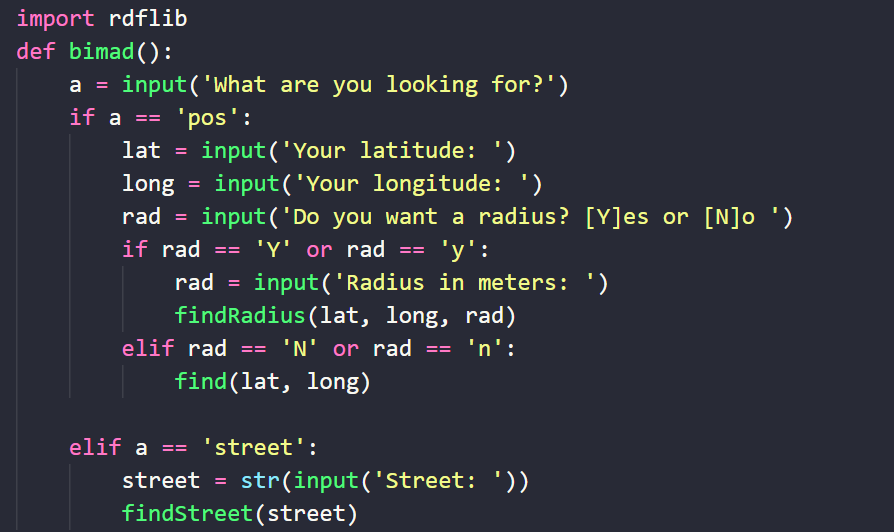 import rdflib
def bimad():
    a = input('What are you looking for?')
    if a == 'pos':
        lat = input('Your latitude: ')
        long = input('Your longitude: ')
        rad = input('Do you want a radius? [Y]es or [N]o ')
        if rad == 'Y' or rad == 'y':
            rad = input('Radius in meters: ')
            findRadius(lat, long, rad)
        elif rad == 'N' or rad == 'n':
            find(lat, long)

    elif a == 'street':
        street = str(input('Street: '))
        findStreet(street)